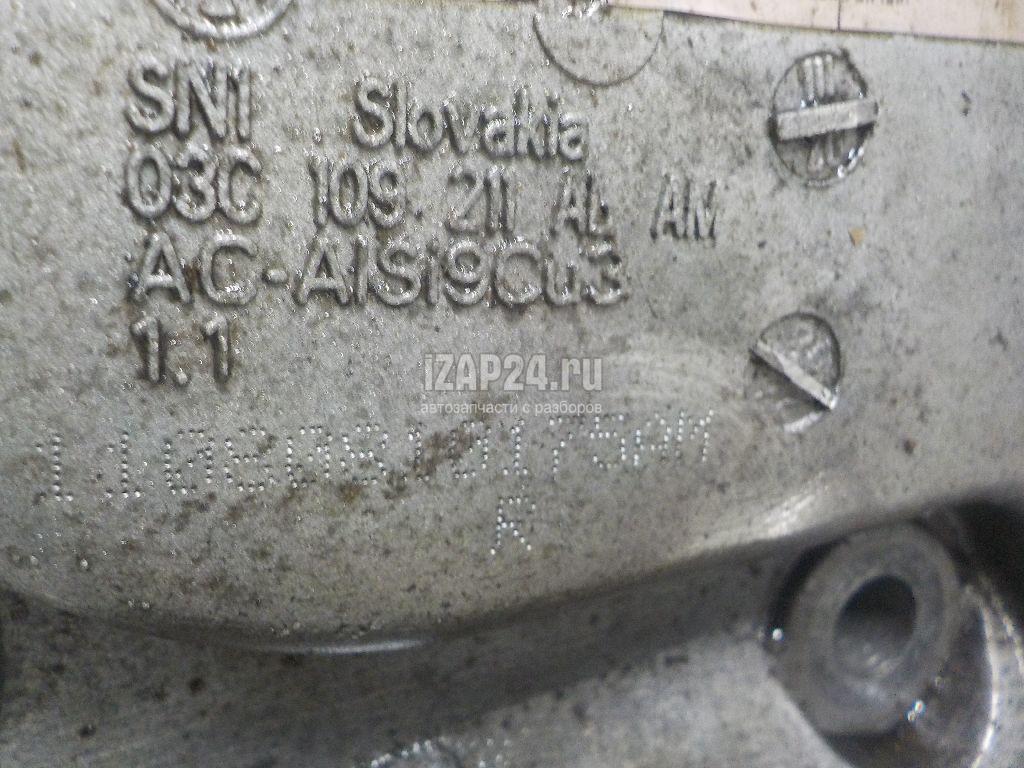 SNI Slovakia
03C 109 211 AL AM
AC-AlSi9Cu3
1.1
iZAP24.ru
автозапчасти с разборов
R